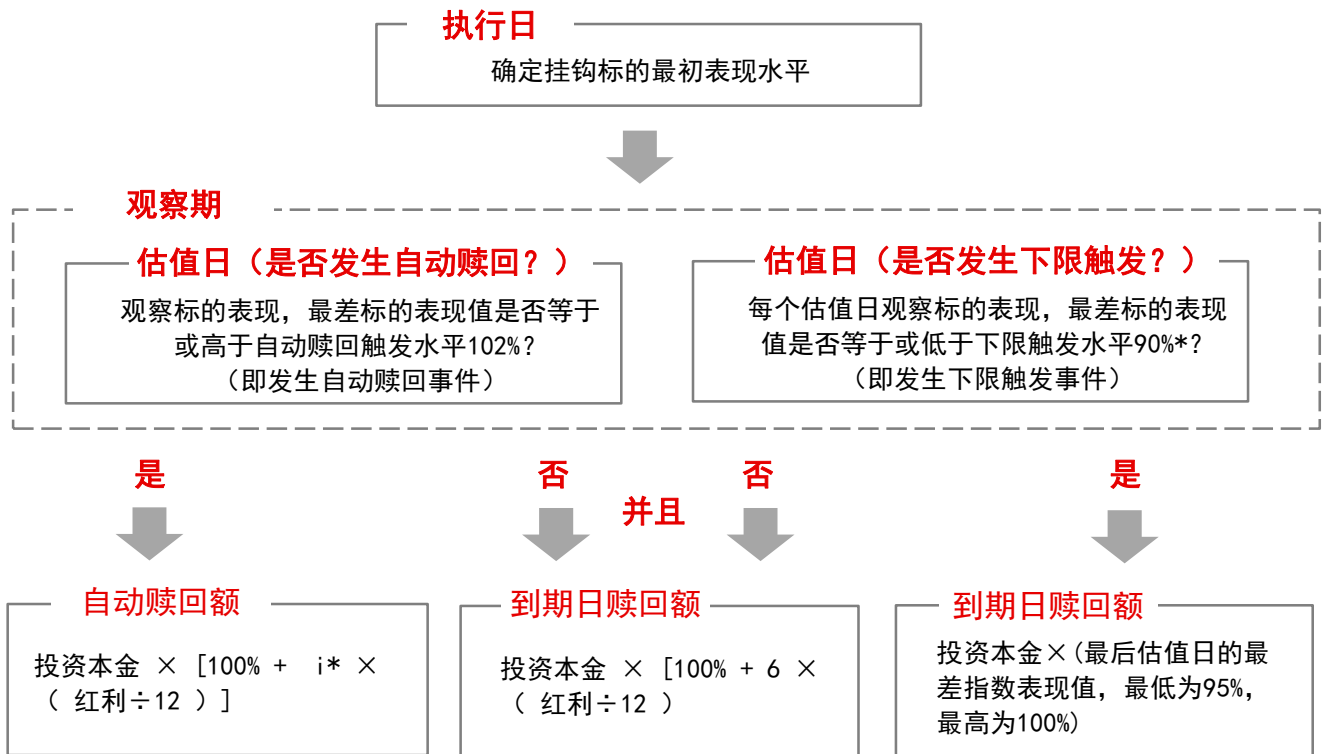 执行日
确定挂钩标的最初表现水平
观察期
估值日（是否发生自动赎回？）
观察标的表现，最差标的表现值是否等于
或高于自动赎回触发水平102%？
（即发生自动赎回事件）
估值日（是否发生下限触发？）
每个估值日观察标的表现，最差标的表现
值是否等于或低于下限触发水平90%*？
（即发生下限触发事件）
是
否
并且
否
是
自动赎回额
投资本金 × [100% + i* ×
（ 红利÷12 ）]
到期日赎回额
投资本金 × [100% + 6 ×
（ 红利÷12 ）
到期日赎回额
投资本金×(最后估值日的最
差指数表现值，最低为95%，
最高为100%)